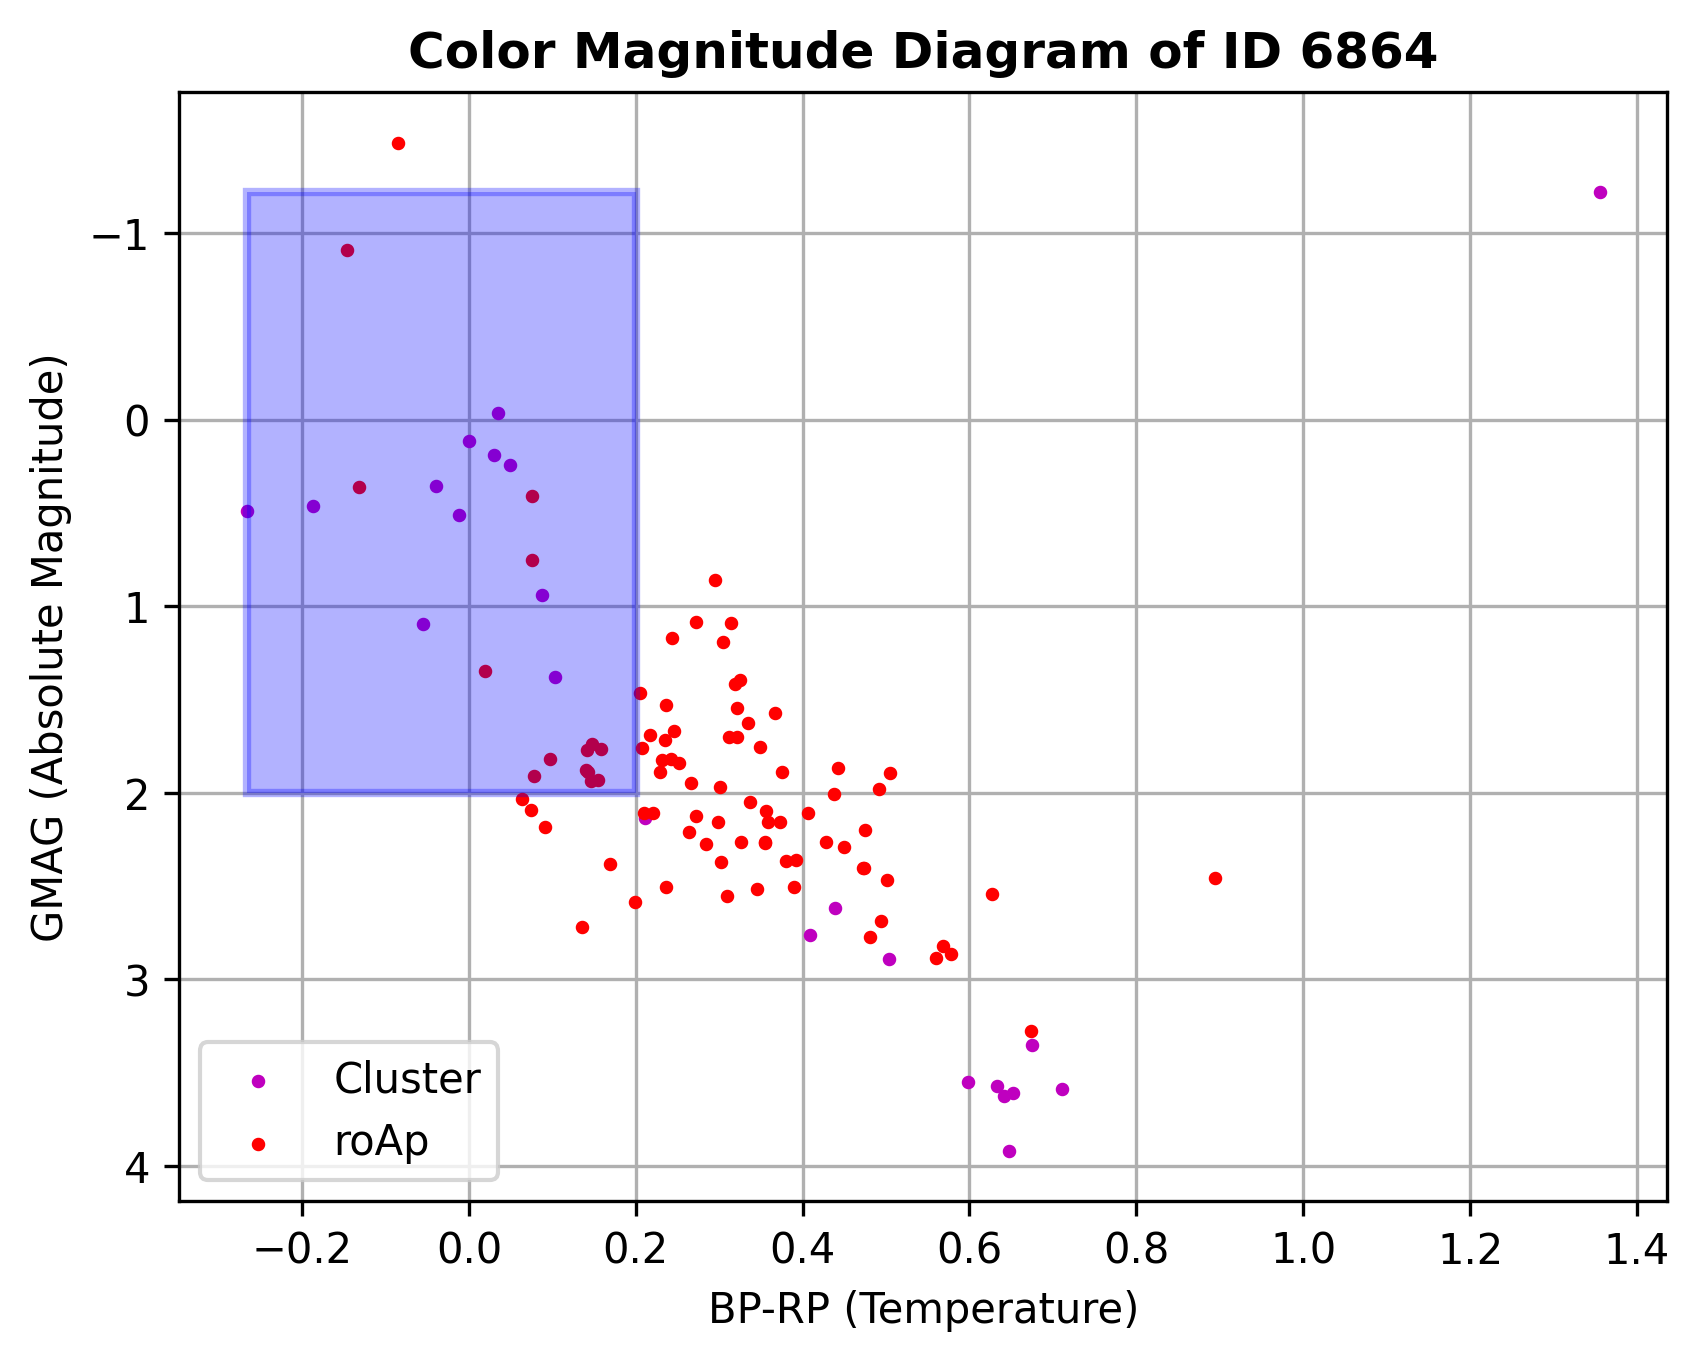 Color Magnitude Diagram of ID 6864
GMAG (Absolute Magnitude)
−1
0
1
2
3
4
Cluster
roAp
−0.2 0.0 0.2 0.4 0.6 0.8 1.0 1.2 1.4
BP-RP (Temperature)